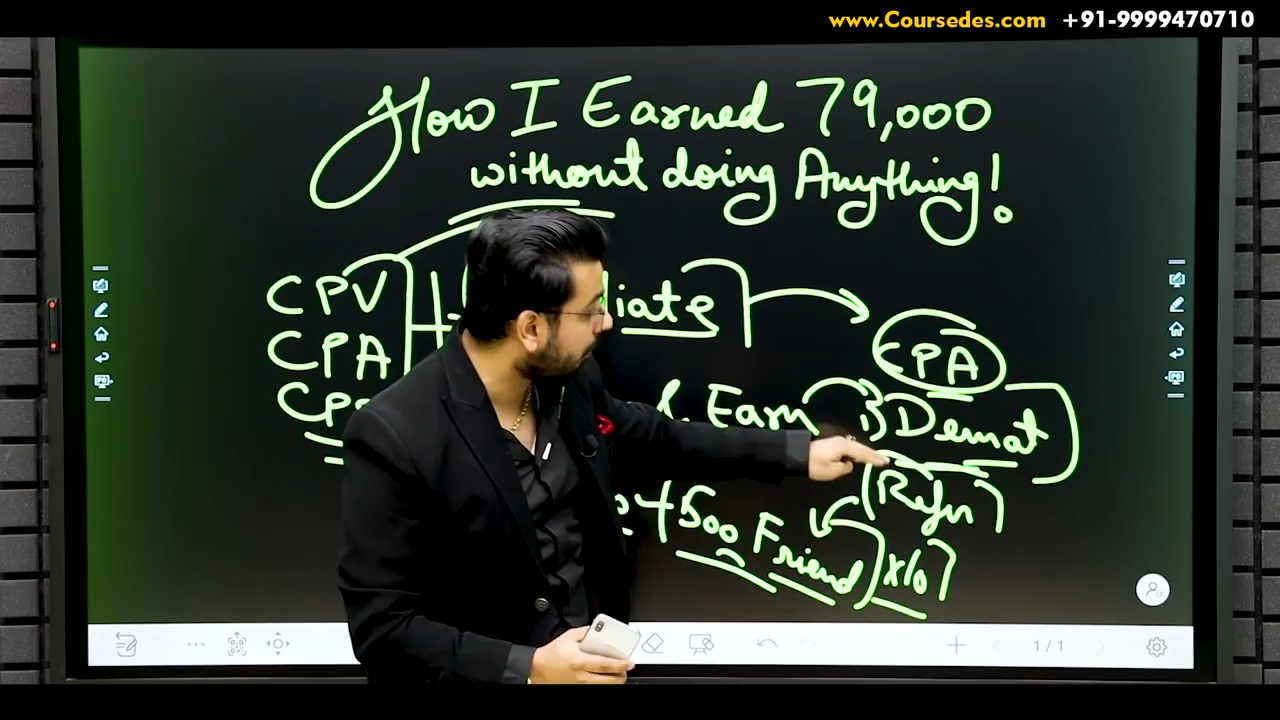 www.Coursedes.com +91-9999470710
How I Earned 79,000
without doing Anything!
CPV
CPA
iate
CPA
Earn
1) Demat
(Refer)
500 Friend) x10)
1 / 1